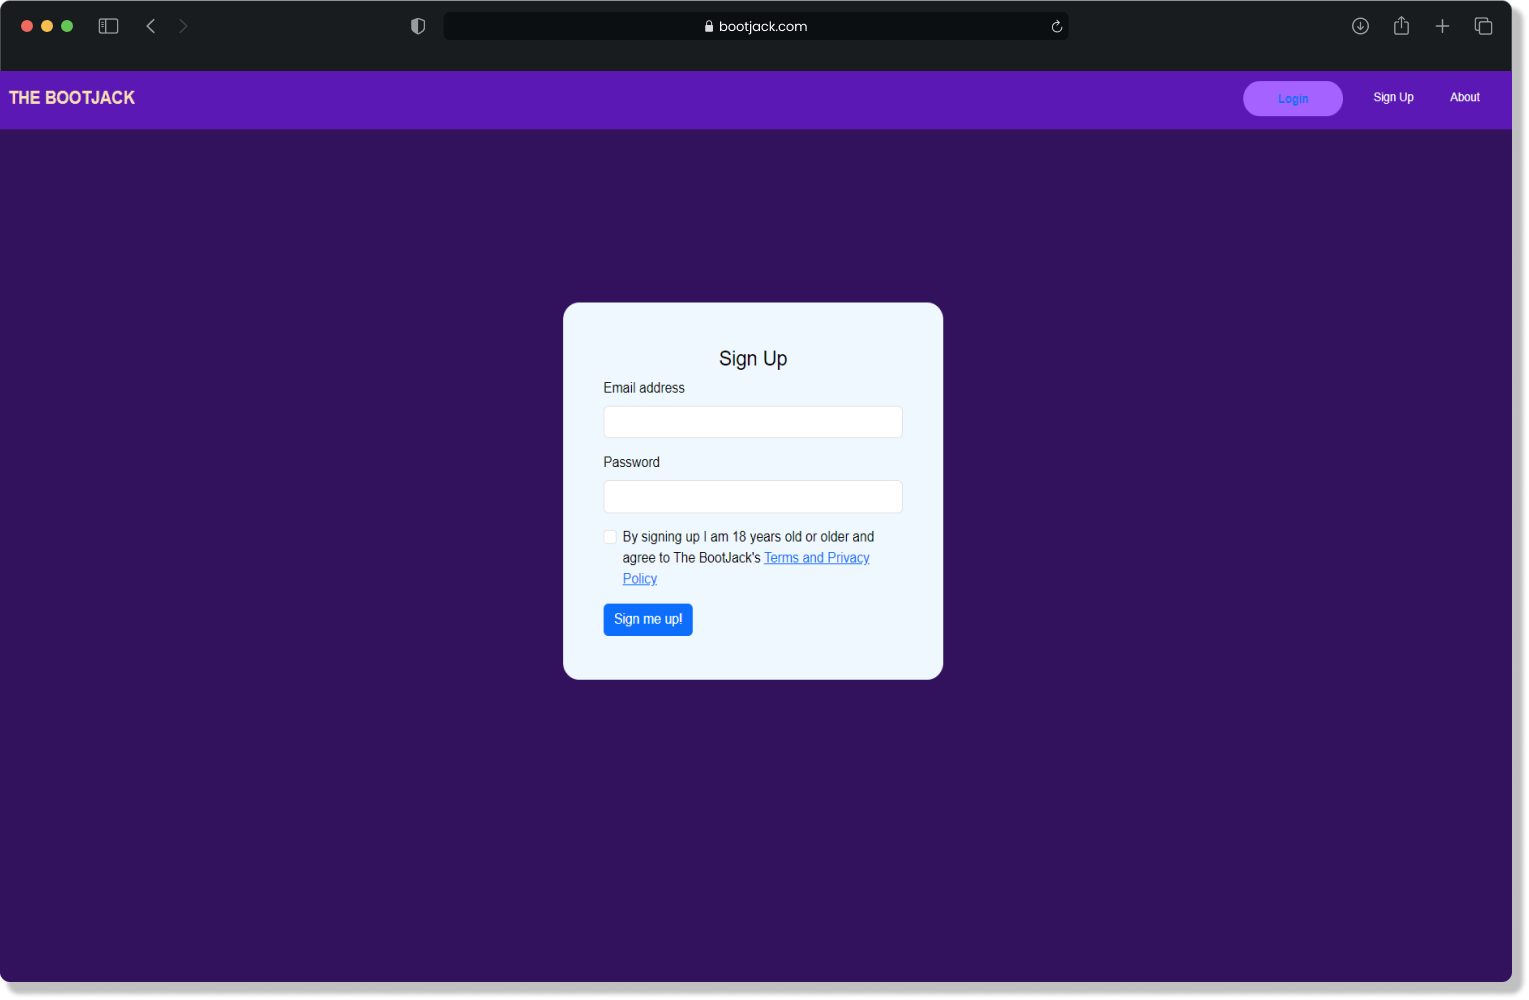 bootjack.com
THE BOOTJACK
Login
Sign Up
About
Sign Up
Email address
Password
By signing up I am 18 years old or older and
agree to The BootJack's Terms and Privacy
Policy
Sign me up!